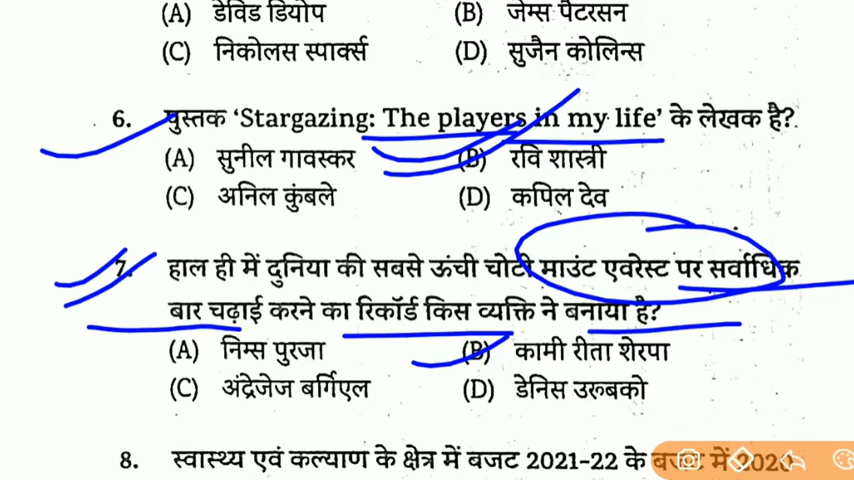 (A) डेविड डियोप (B) जेम्स पैटरसन
(C) निकोलस स्पार्क्स (D) सुजैन कोलिन्स
6. पुस्तक ‘Stargazing: The players in my life’ के लेखक है?
(A) सुनील गावस्कर (B) रवि शास्त्री
(C) अनिल कुंबले (D) कपिल देव
7. हाल ही में दुनिया की सबसे ऊंची चोटी माउंट एवरेस्ट पर सर्वाधिक
बार चढ़ाई करने का रिकॉर्ड किस व्यक्ति ने बनाया है?
(A) निम्स पुरजा (B) कामी रीता शेरपा
(C) अंद्रेजेज बर्गिएल (D) डेनिस उरूबको
8. स्वास्थ्य एवं कल्याण के क्षेत्र में बजट 2021-22 के बजट में 2020